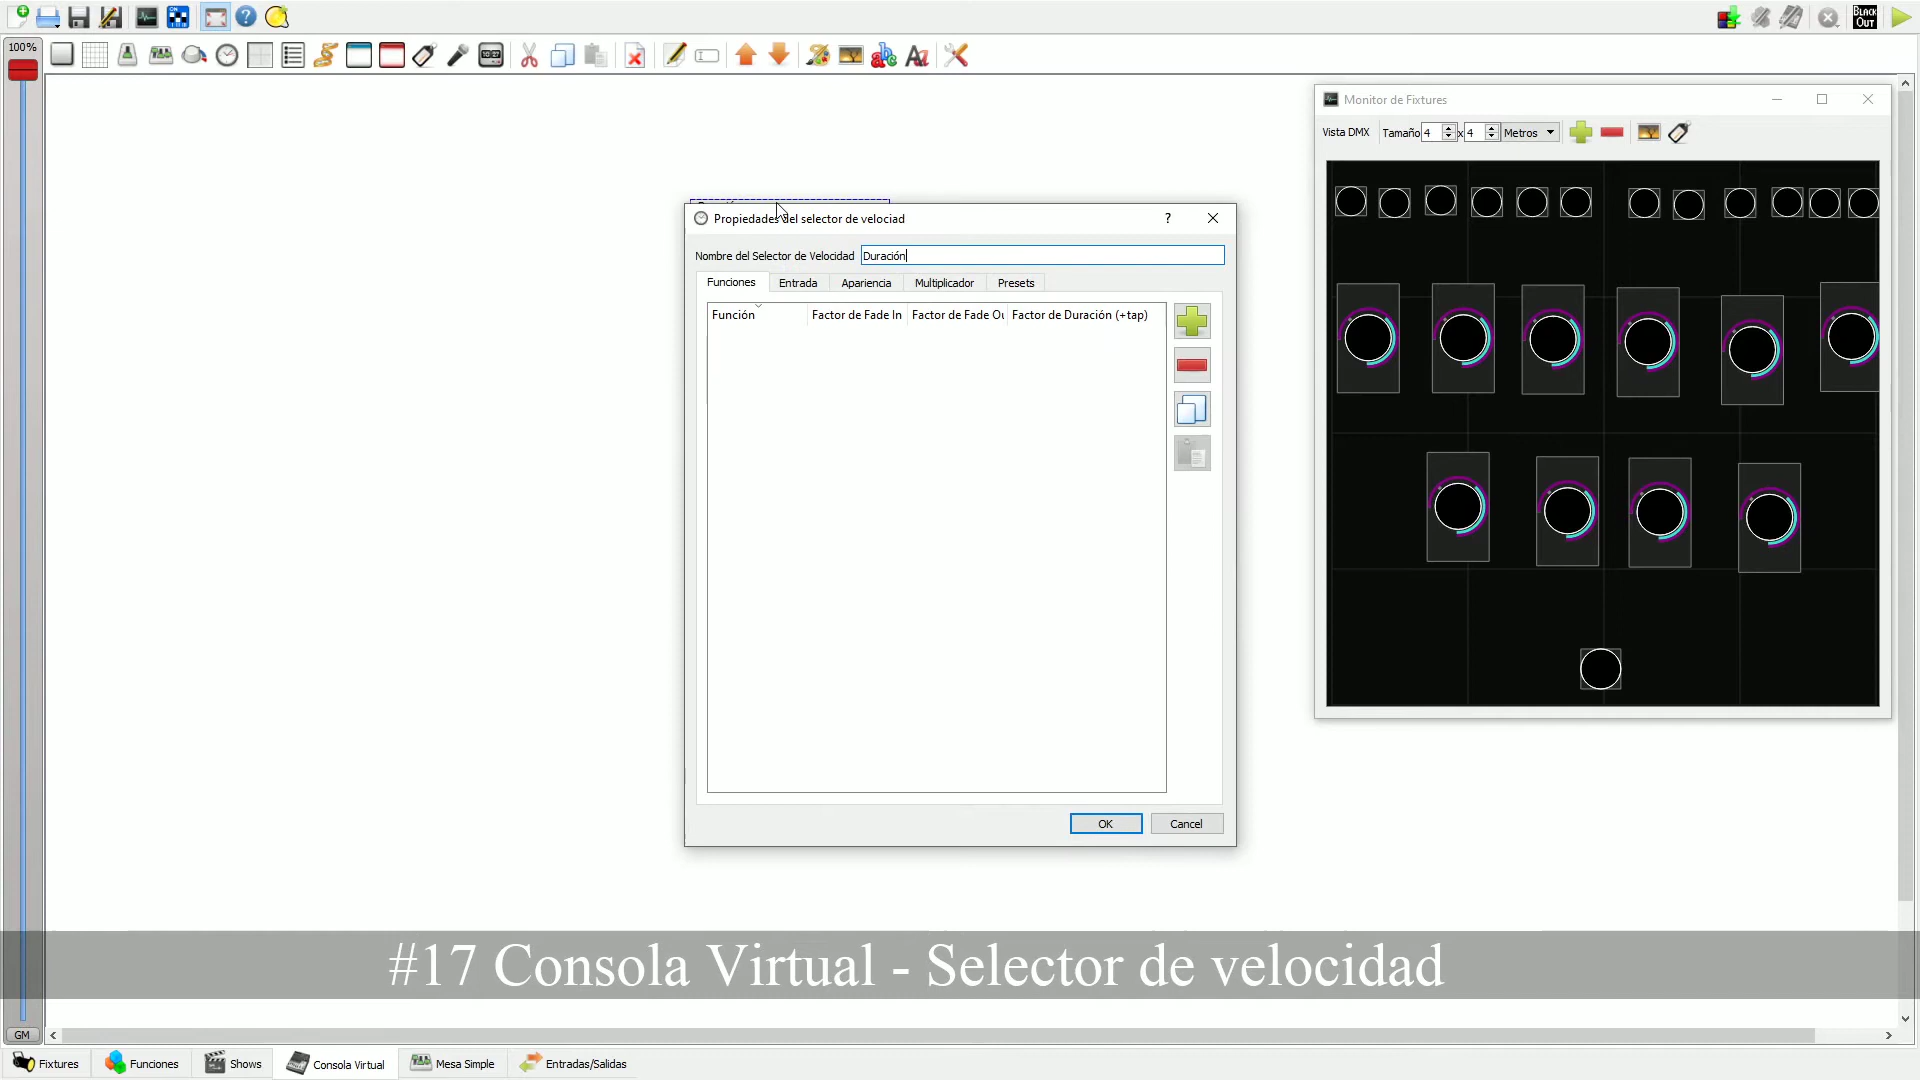 BLACK
OUT
100%
Monitor de Fixtures
Vista DMX Tamaño 4 x 4 Metros
Propiedades del selector de velociad
?
Nombre del Selector de Velocidad Duración
Funciones Entrada Apariencia Multiplicador Presets
Función Factor de Fade In Factor de Fade Ou Factor de Duración (+tap)
OK Cancel
#17 Consola Virtual - Selector de velocidad
GM
Fixtures Funciones Shows Consola Virtual Mesa Simple Entradas/Salidas